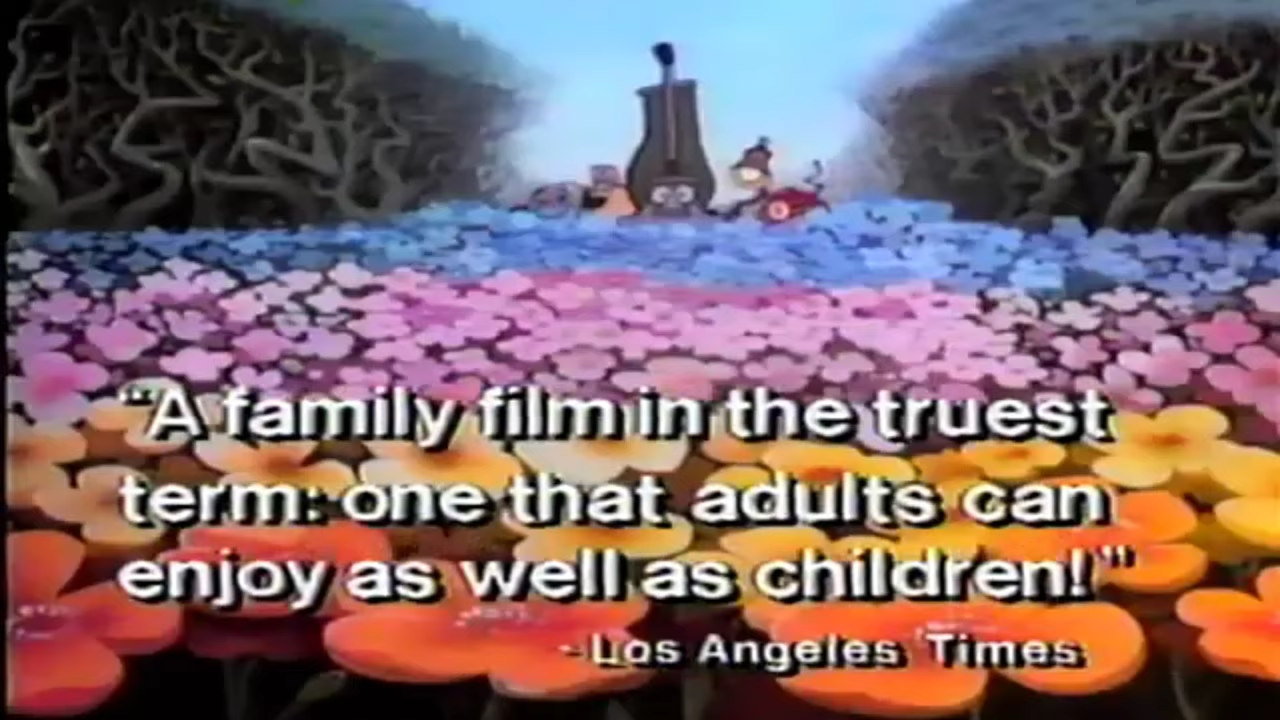 "A family film in the truest
term: one that adults can
enjoy as well as children!"
- Los Angeles Times